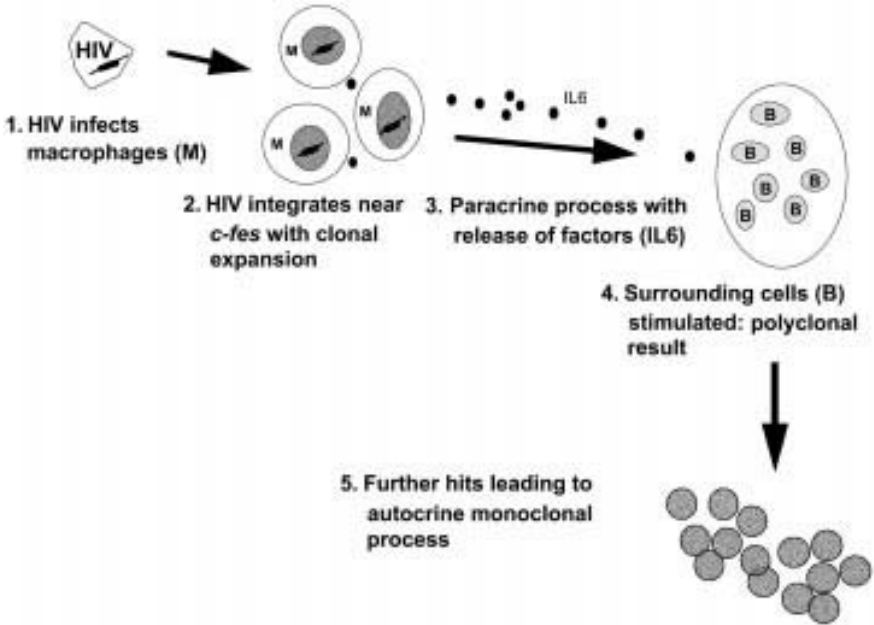 HIV
1. HIV infects
macrophages (M)
M
M
M
2. HIV integrates near
c-fes with clonal
expansion
IL6
3. Paracrine process with
release of factors (IL6)
B
B
B
B
B
B
B
4. Surrounding cells (B)
stimulated: polyclonal
result
5. Further hits leading to
autocrine monoclonal
process